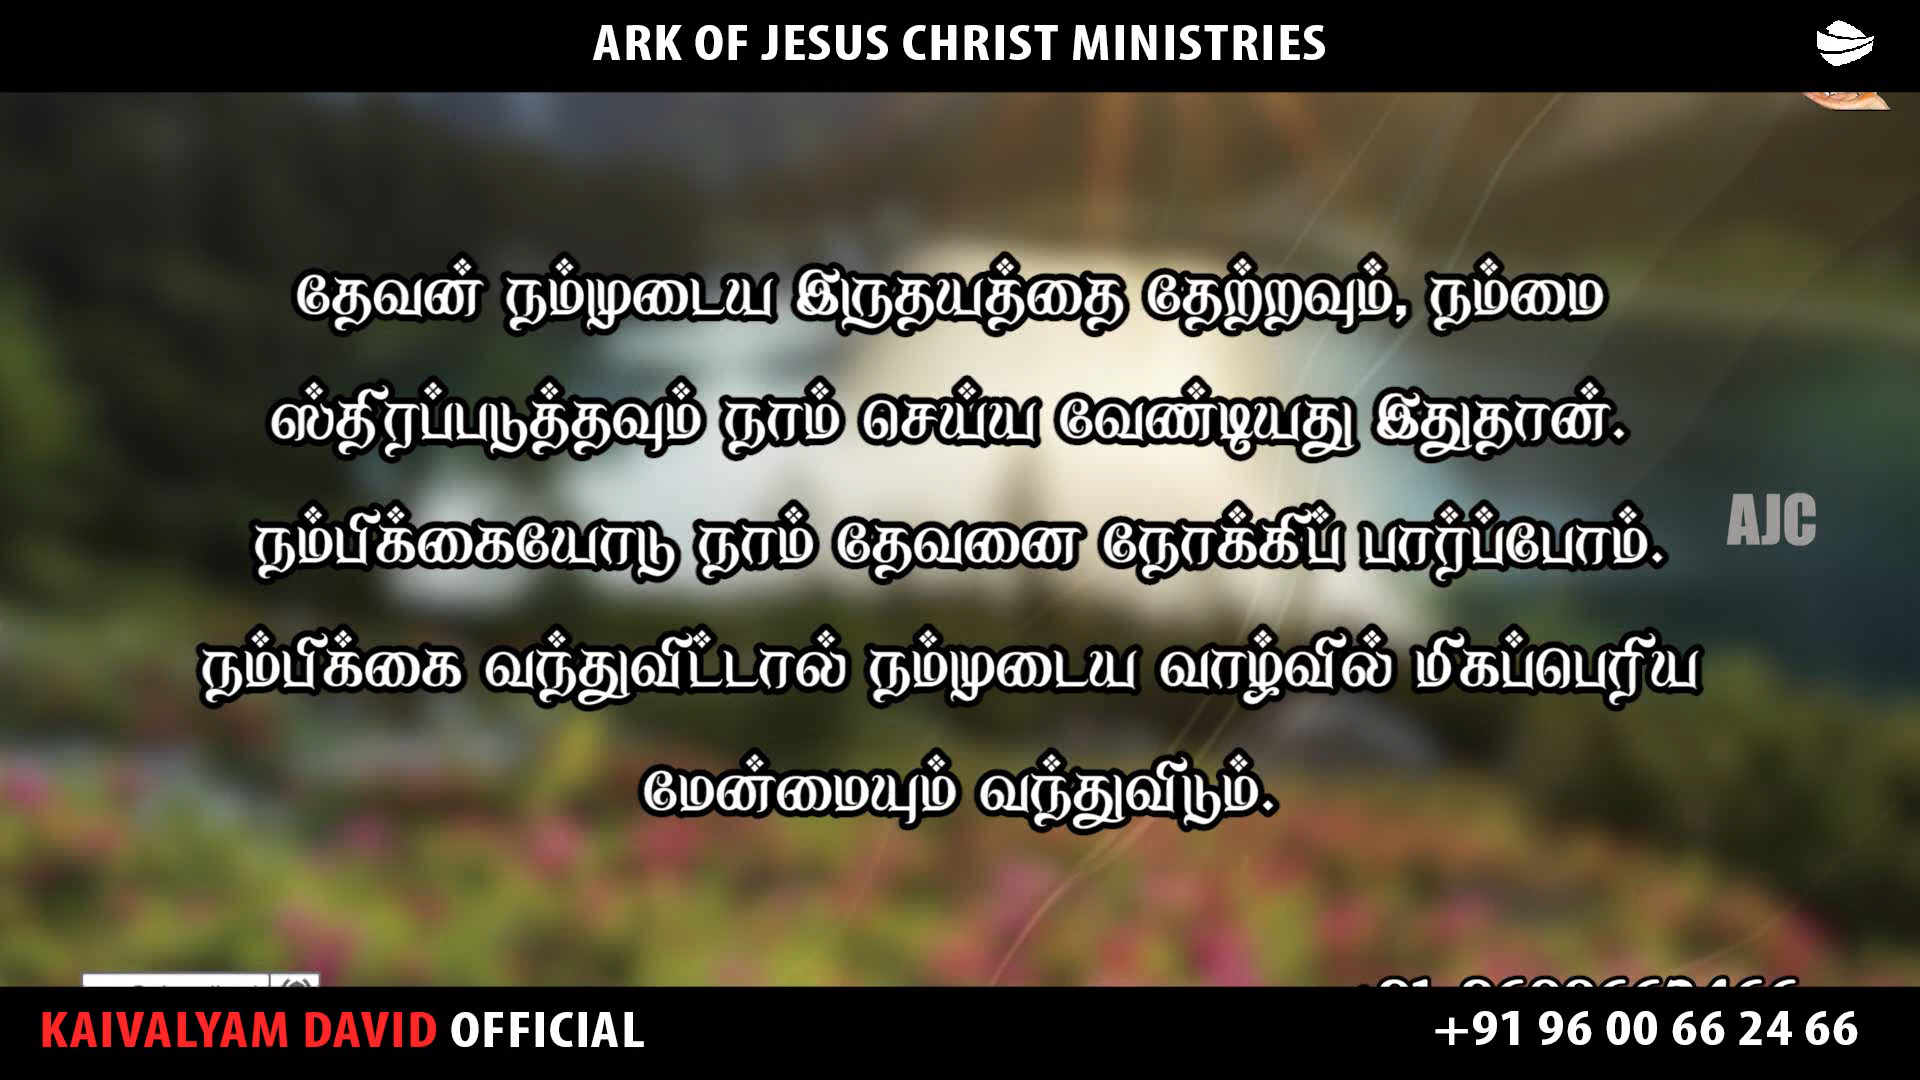 ARK OF JESUS CHRIST MINISTRIES
தேவன் நம்முடைய இருதயத்தை தேற்றவும், நம்மை
ஸ்திரப்படுத்தவும் நாம் செய்ய வேண்டியது இதுதான்.
நம்பிக்கையோடு நாம் தேவனை நோக்கிப் பார்ப்போம்.
AJC
நம்பிக்கை வந்துவிட்டால் நம்முடைய வாழ்வில் மிகப்பெரிய
மேன்மையும் வந்துவிடும்.
KAIVALYAM DAVID OFFICIAL
+91 96 00 66 24 66